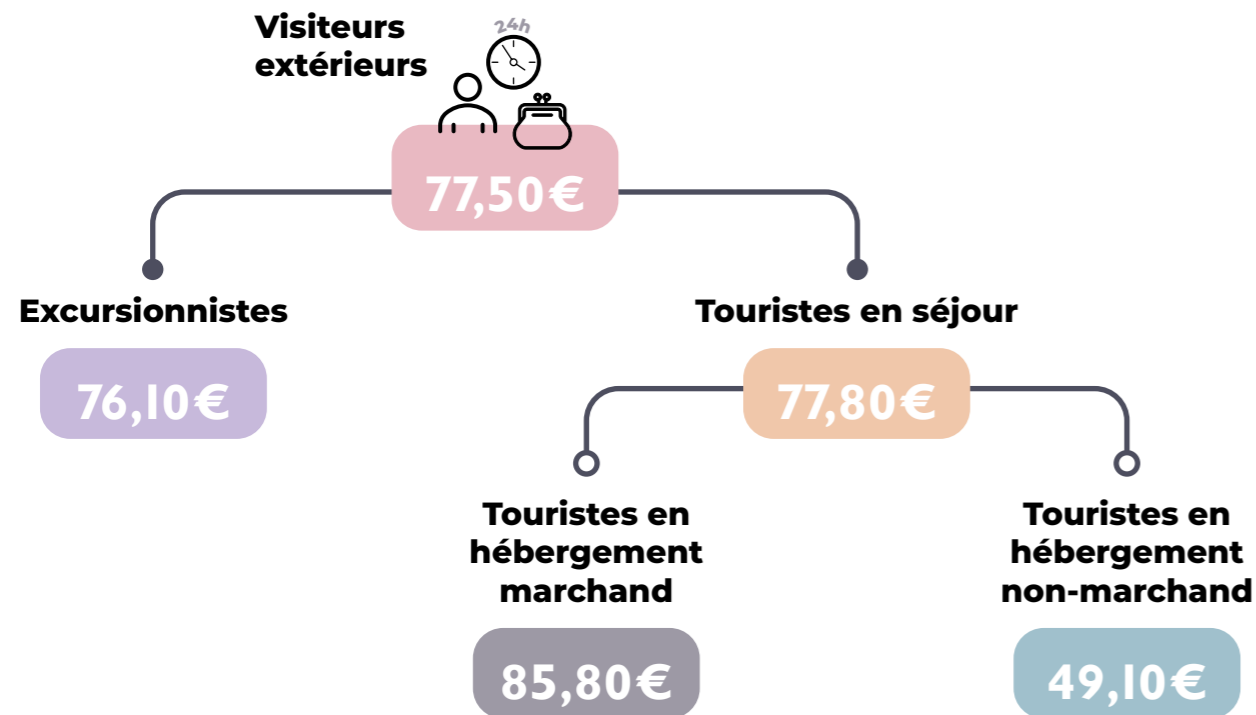 Visiteurs
extérieurs
24h
77,50€
Excursionnistes
76,10€
Touristes en séjour
77,80€
Touristes en
hébergement
marchand
85,80€
Touristes en
hébergement
non-marchand
49,10€